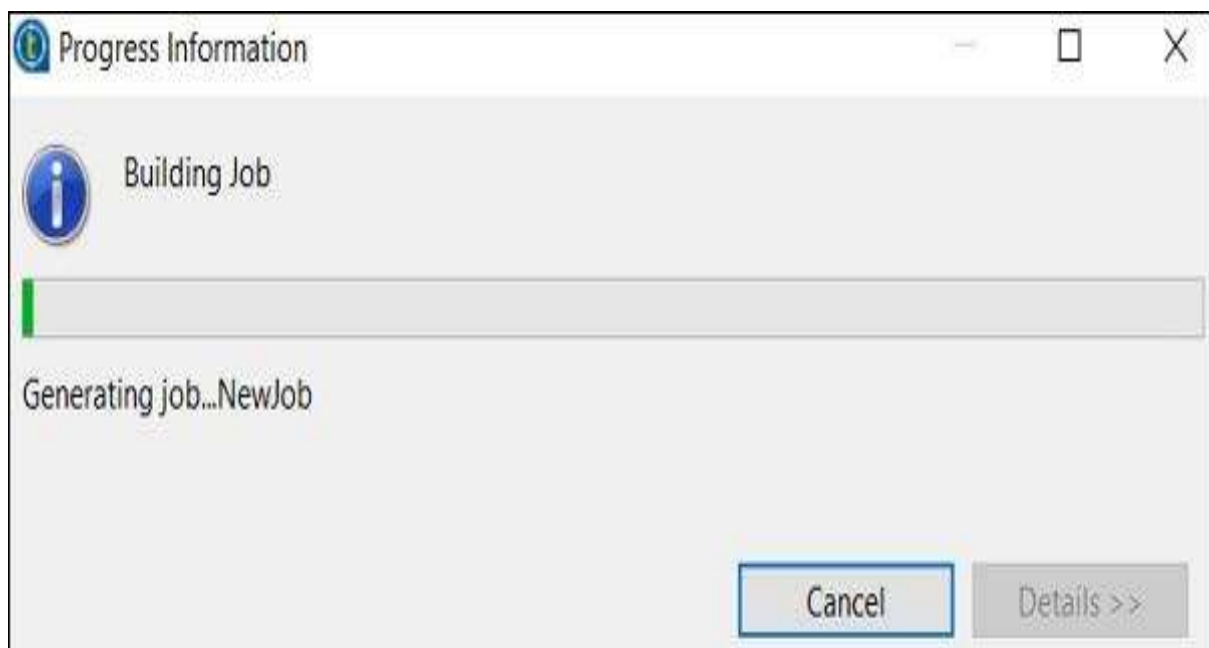 Progress Information
Building Job
Generating job...NewJob
Cancel
Details >>